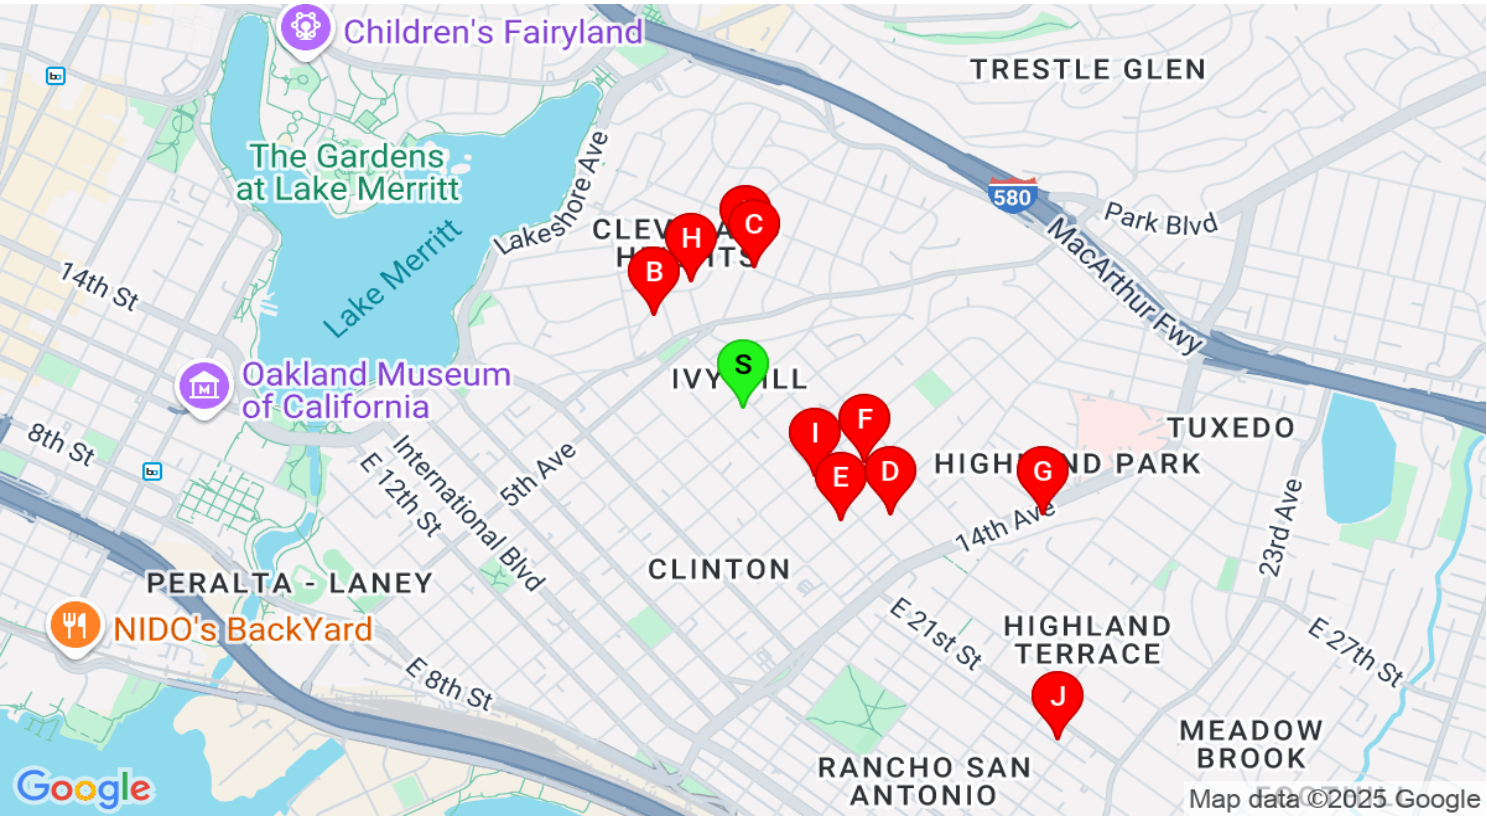 Children's Fairyland
TRESTLE GLEN
The Gardens
at Lake Merritt
580
Park Blvd
Lakeshore Ave
C
H
B
Lake Merritt
MacArthur Fwy
14th St
S
Oakland Museum
of California
I
F
TUXEDO
8th St
International Blvd
E 12th St
5th Ave
E
D
G
HIGHLAND PARK
14th Ave
23rd Ave
CLINTON
PERALTA - LANEY
NIDO's BackYard
E 21st St
HIGHLAND
TERRACE
E 27th St
E 8th St
J
MEADOW
BROOK
RANCHO SAN
ANTONIO
Google
Map data ©2025 Google